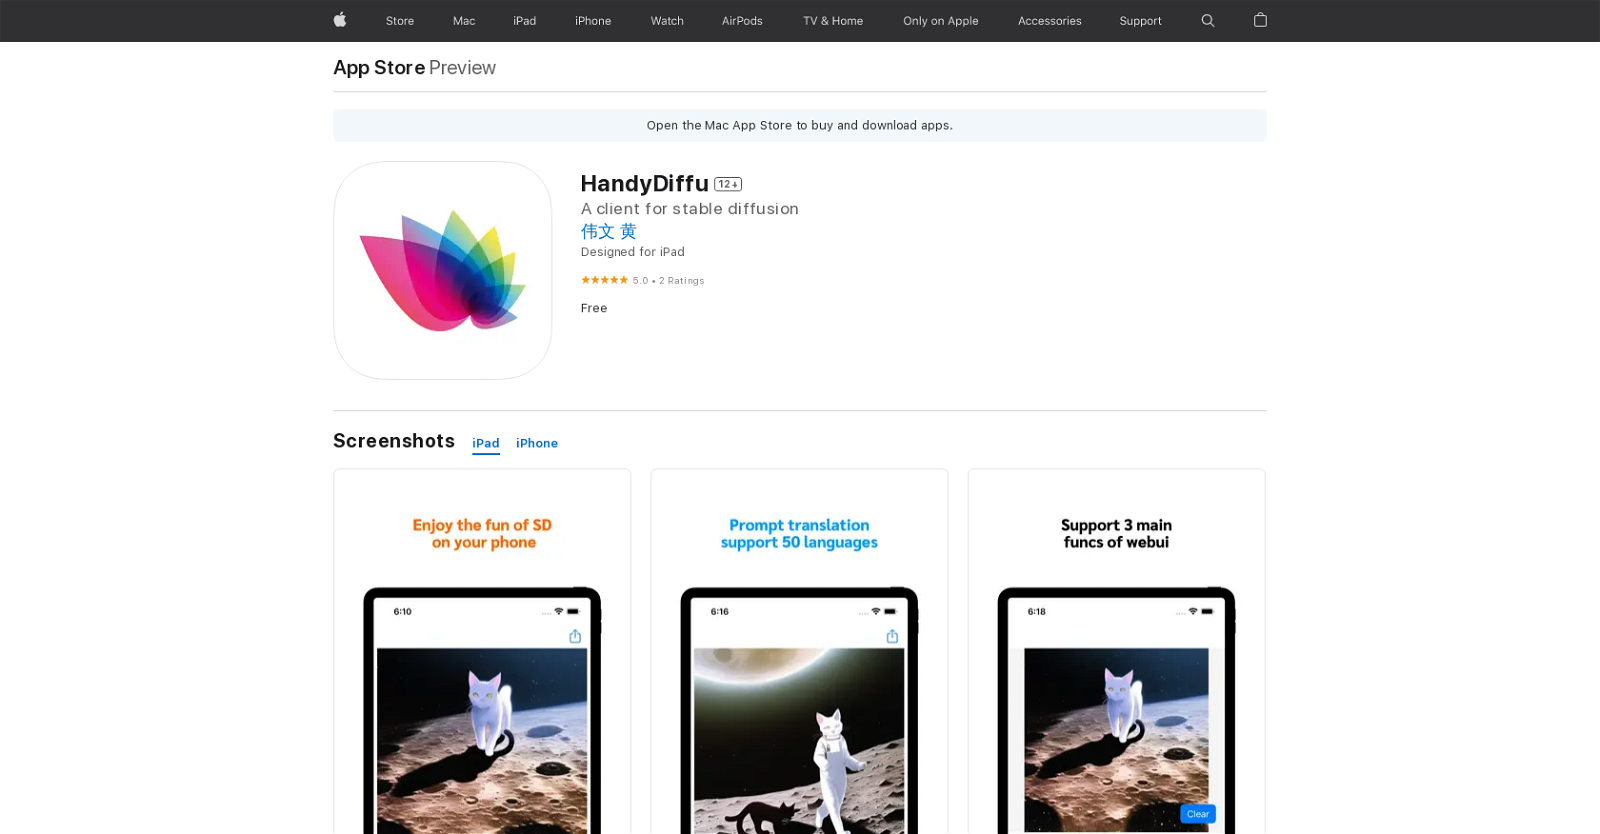 Store Mac iPad iPhone Watch AirPods TV & Home Only on Apple Accessories Support
App Store Preview
Open the Mac App Store to buy and download apps.
HandyDiffu 12+
A client for stable diffusion
伟文 黄
Designed for iPad
5.0 • 2 Ratings
Free
Screenshots iPad iPhone
Enjoy the fun of SD
on your phone
6:10
Prompt translation
support 50 languages
6:16
Support 3 main
funcs of webui
6:18
Clear